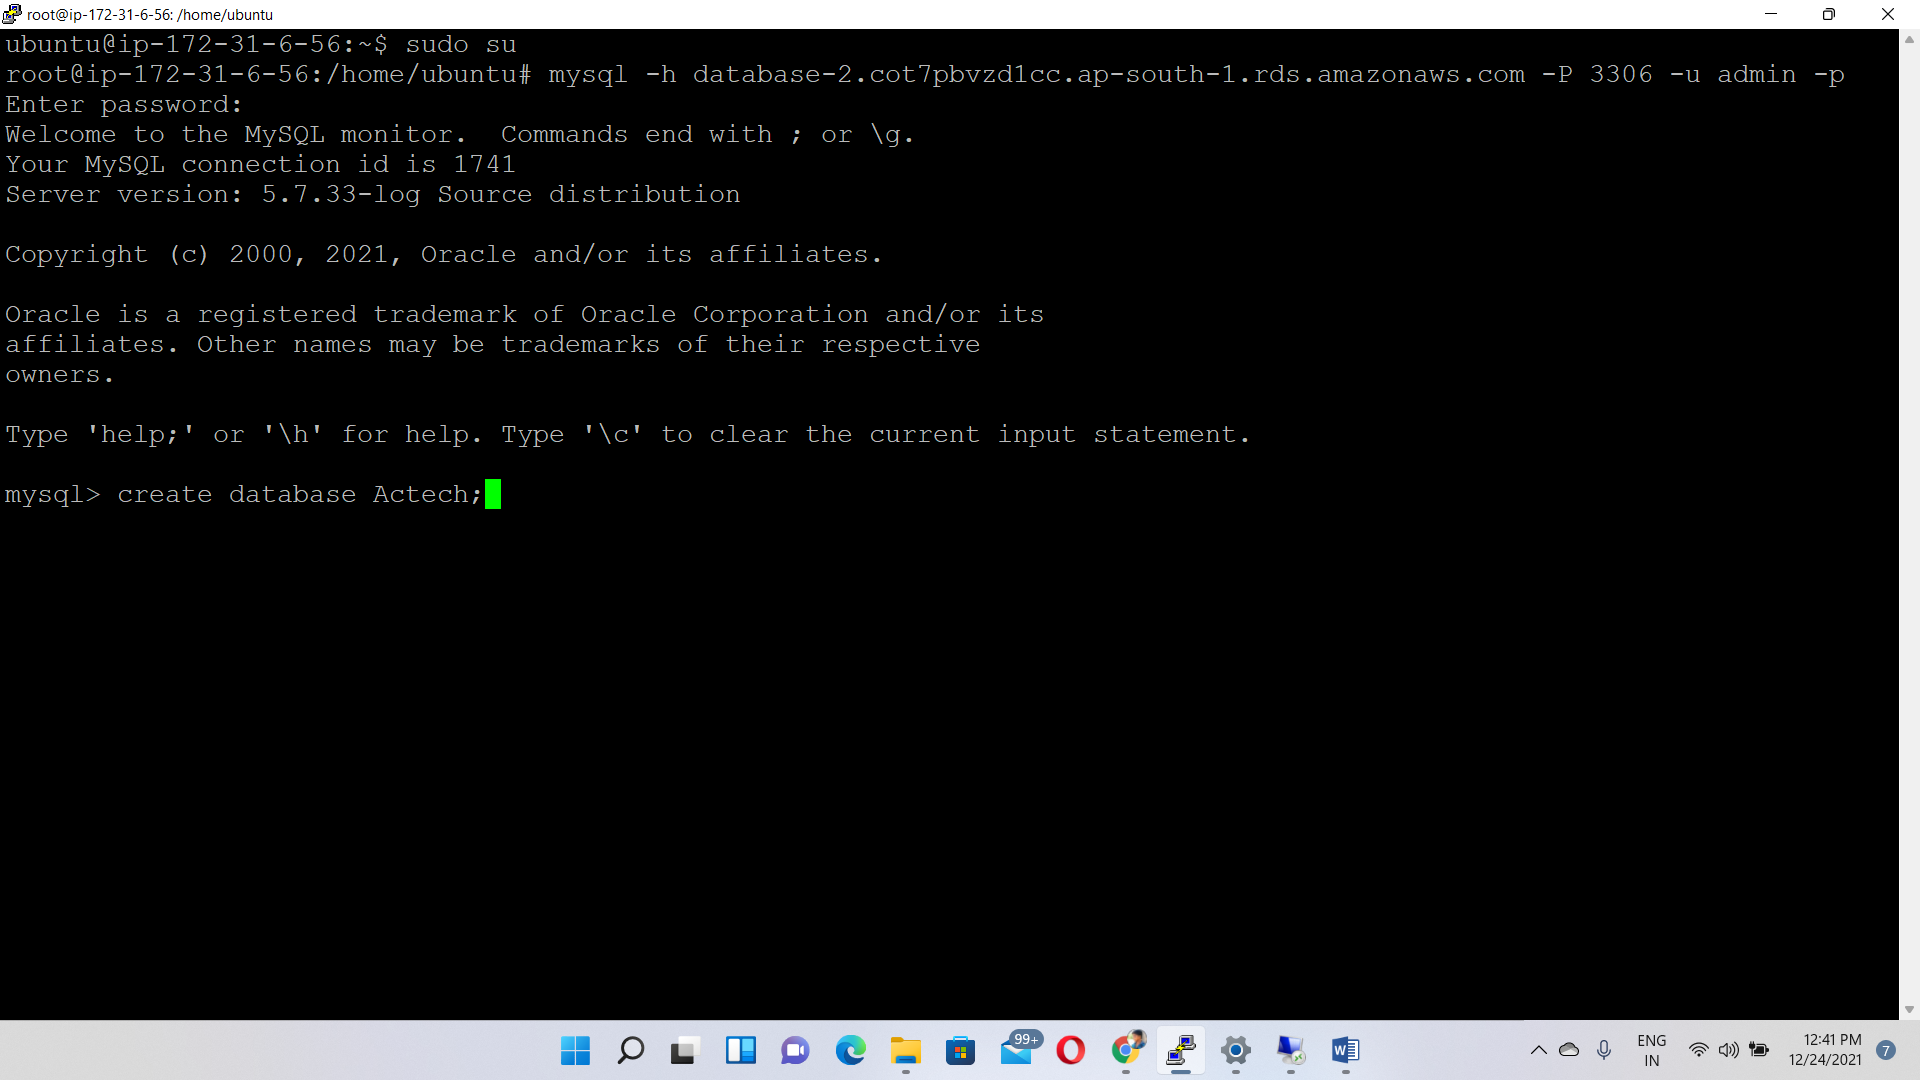 root@ip-172-31-6-56: /home/ubuntu
ubuntu@ip-172-31-6-56:~$ sudo su
root@ip-172-31-6-56:/home/ubuntu# mysql -h database-2.cot7pbvzd1cc.ap-south-1.rds.amazonaws.com -P 3306 -u admin -p
Enter password:
Welcome to the MySQL monitor.  Commands end with ; or \g.
Your MySQL connection id is 1741
Server version: 5.7.33-log Source distribution
Copyright (c) 2000, 2021, Oracle and/or its affiliates.
Oracle is a registered trademark of Oracle Corporation and/or its
affiliates. Other names may be trademarks of their respective
owners.
Type 'help;' or '\h' for help. Type '\c' to clear the current input statement.
mysql> create database Actech;
99+
ENG
IN
12:41 PM
12/24/2021
7